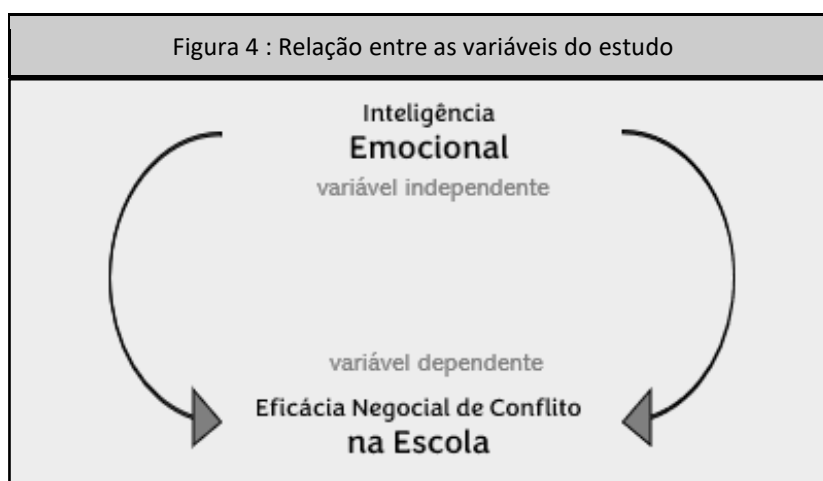 Figura 4 : Relação entre as variáveis do estudo
Inteligência
Emocional
variável independente
variável dependente
Eficácia Negocial de Conflito
na Escola